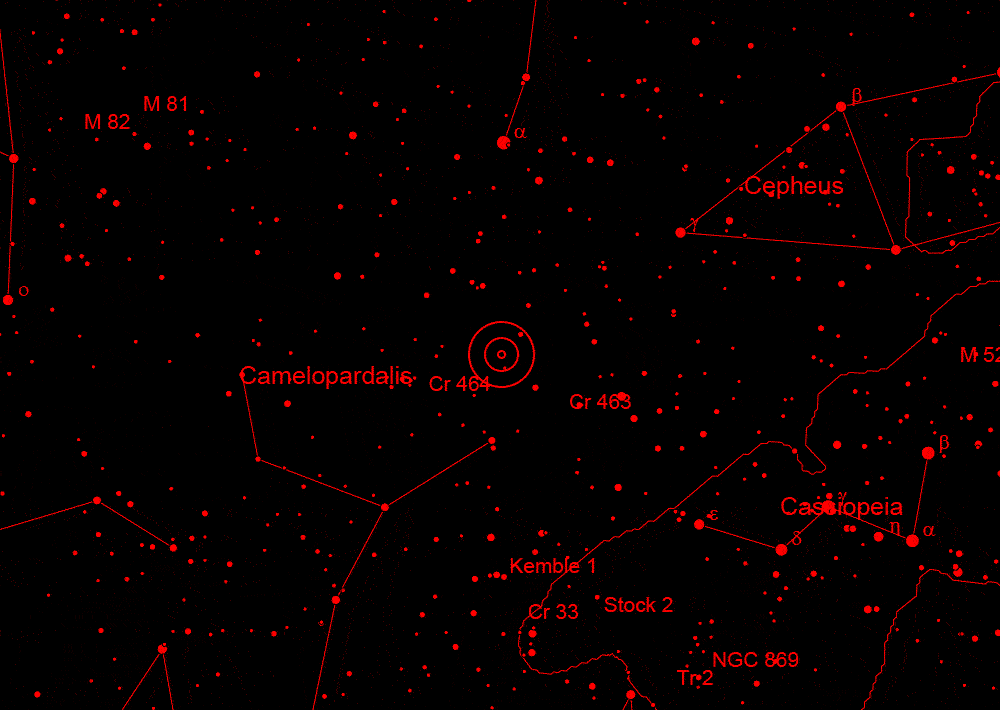 β
M 81
M 82
α
Cepheus
γ
ο
M 52
Camelopardalis
Cr 464
Cr 463
β
γ
Cassiopeia
ε
η
α
δ
Kemble 1
Stock 2
Cr 33
NGC 869
Tr 2